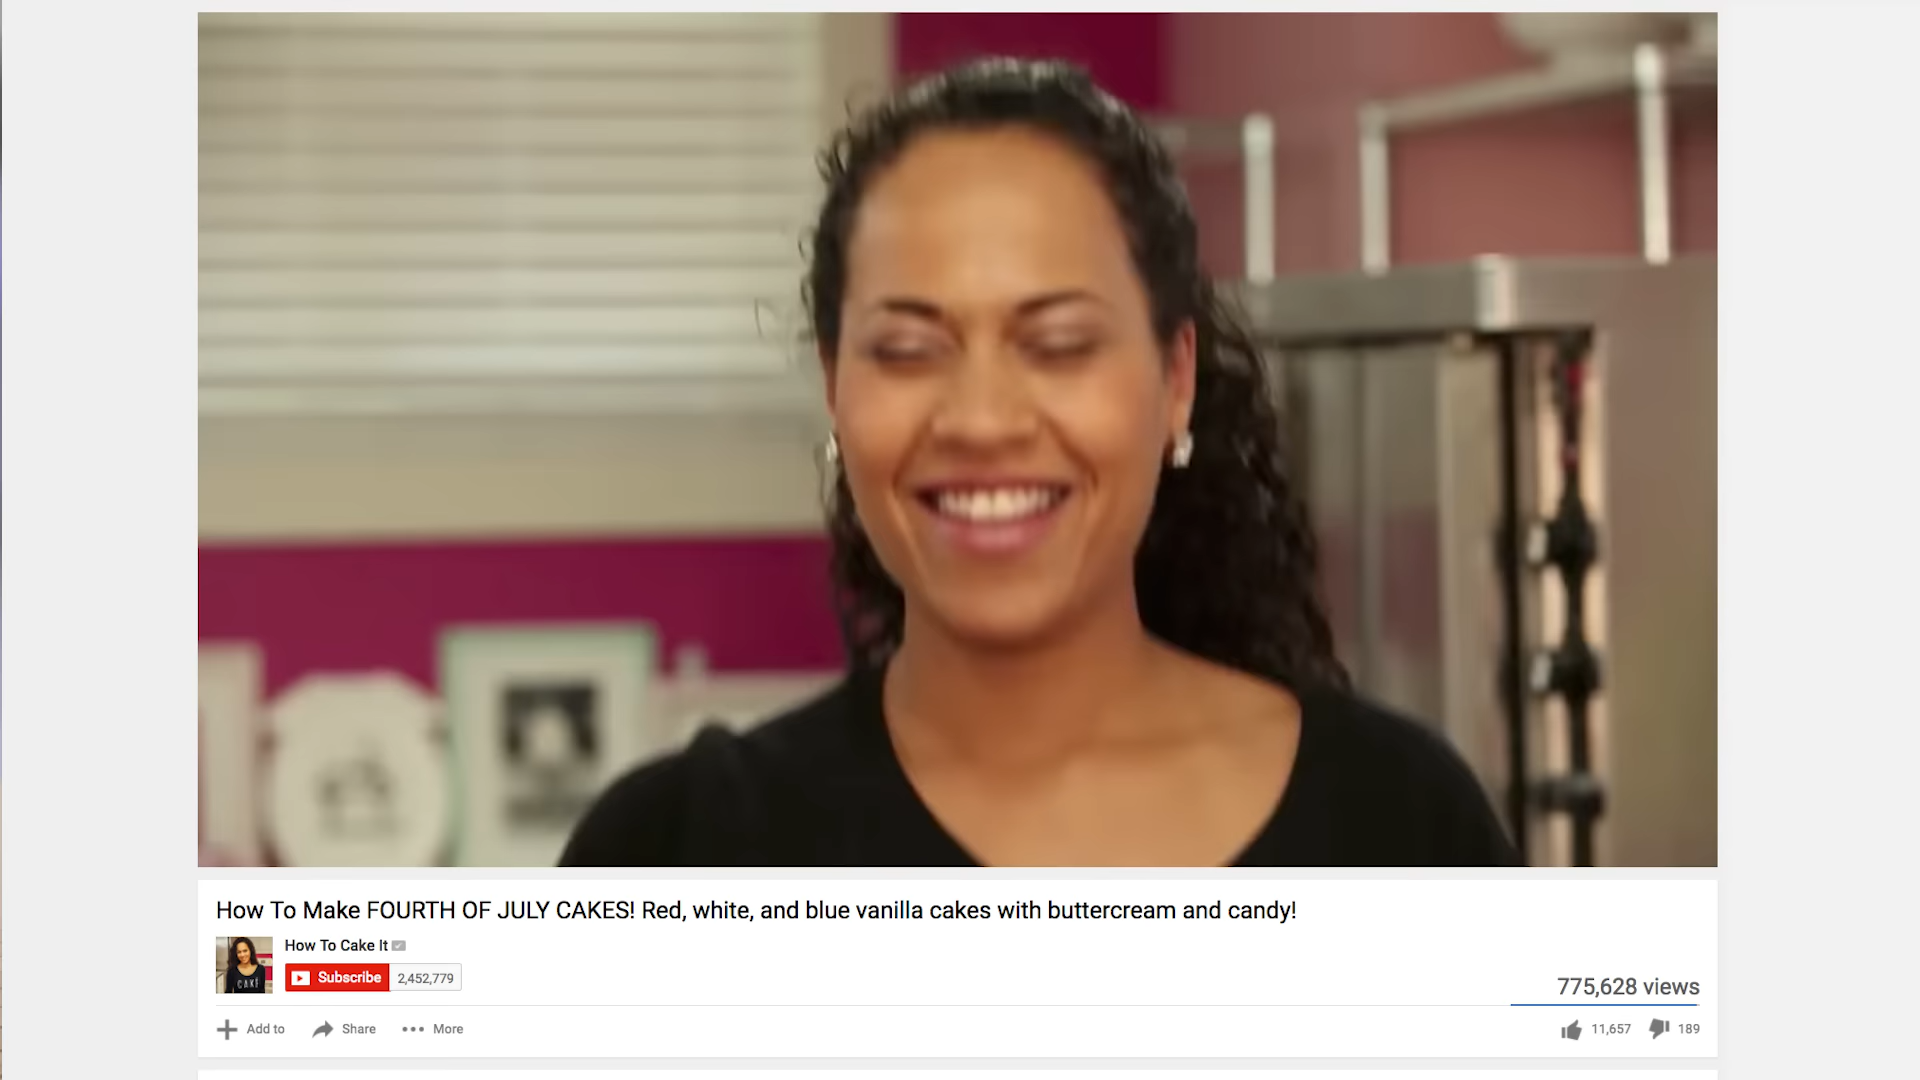 How To Make FOURTH OF JULY CAKES! Red, white, and blue vanilla cakes with buttercream and candy!
How To Cake It
CAKE
Subscribe 2,452,779
775,628 views
Add to Share More
11,657 189